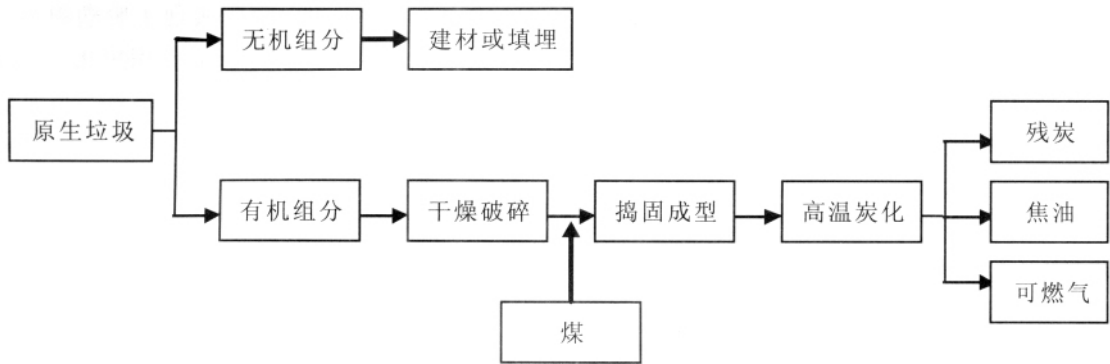 无机组分
建材或填埋
原生垃圾
残炭
有机组分
干燥破碎
捣固成型
高温炭化
焦油
可燃气
煤